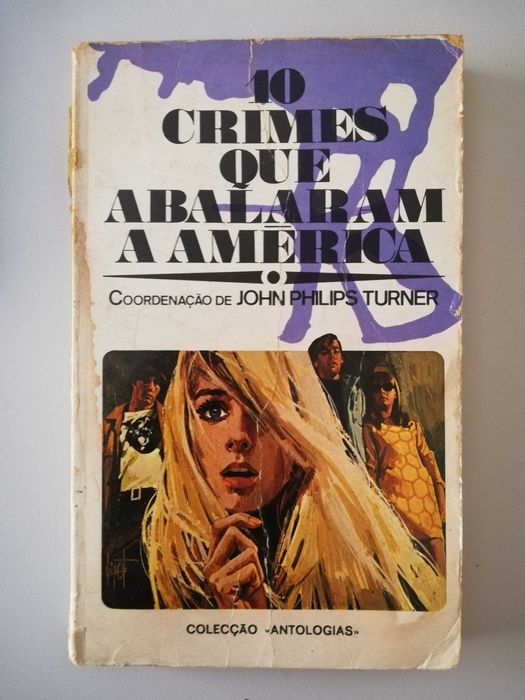 10
CRIMES
QUE
ABALARAM
A AMÉRICA
COORDENAÇÃO DE JOHN PHILIPS TURNER
COLECÇÃO «ANTOLOGIAS»